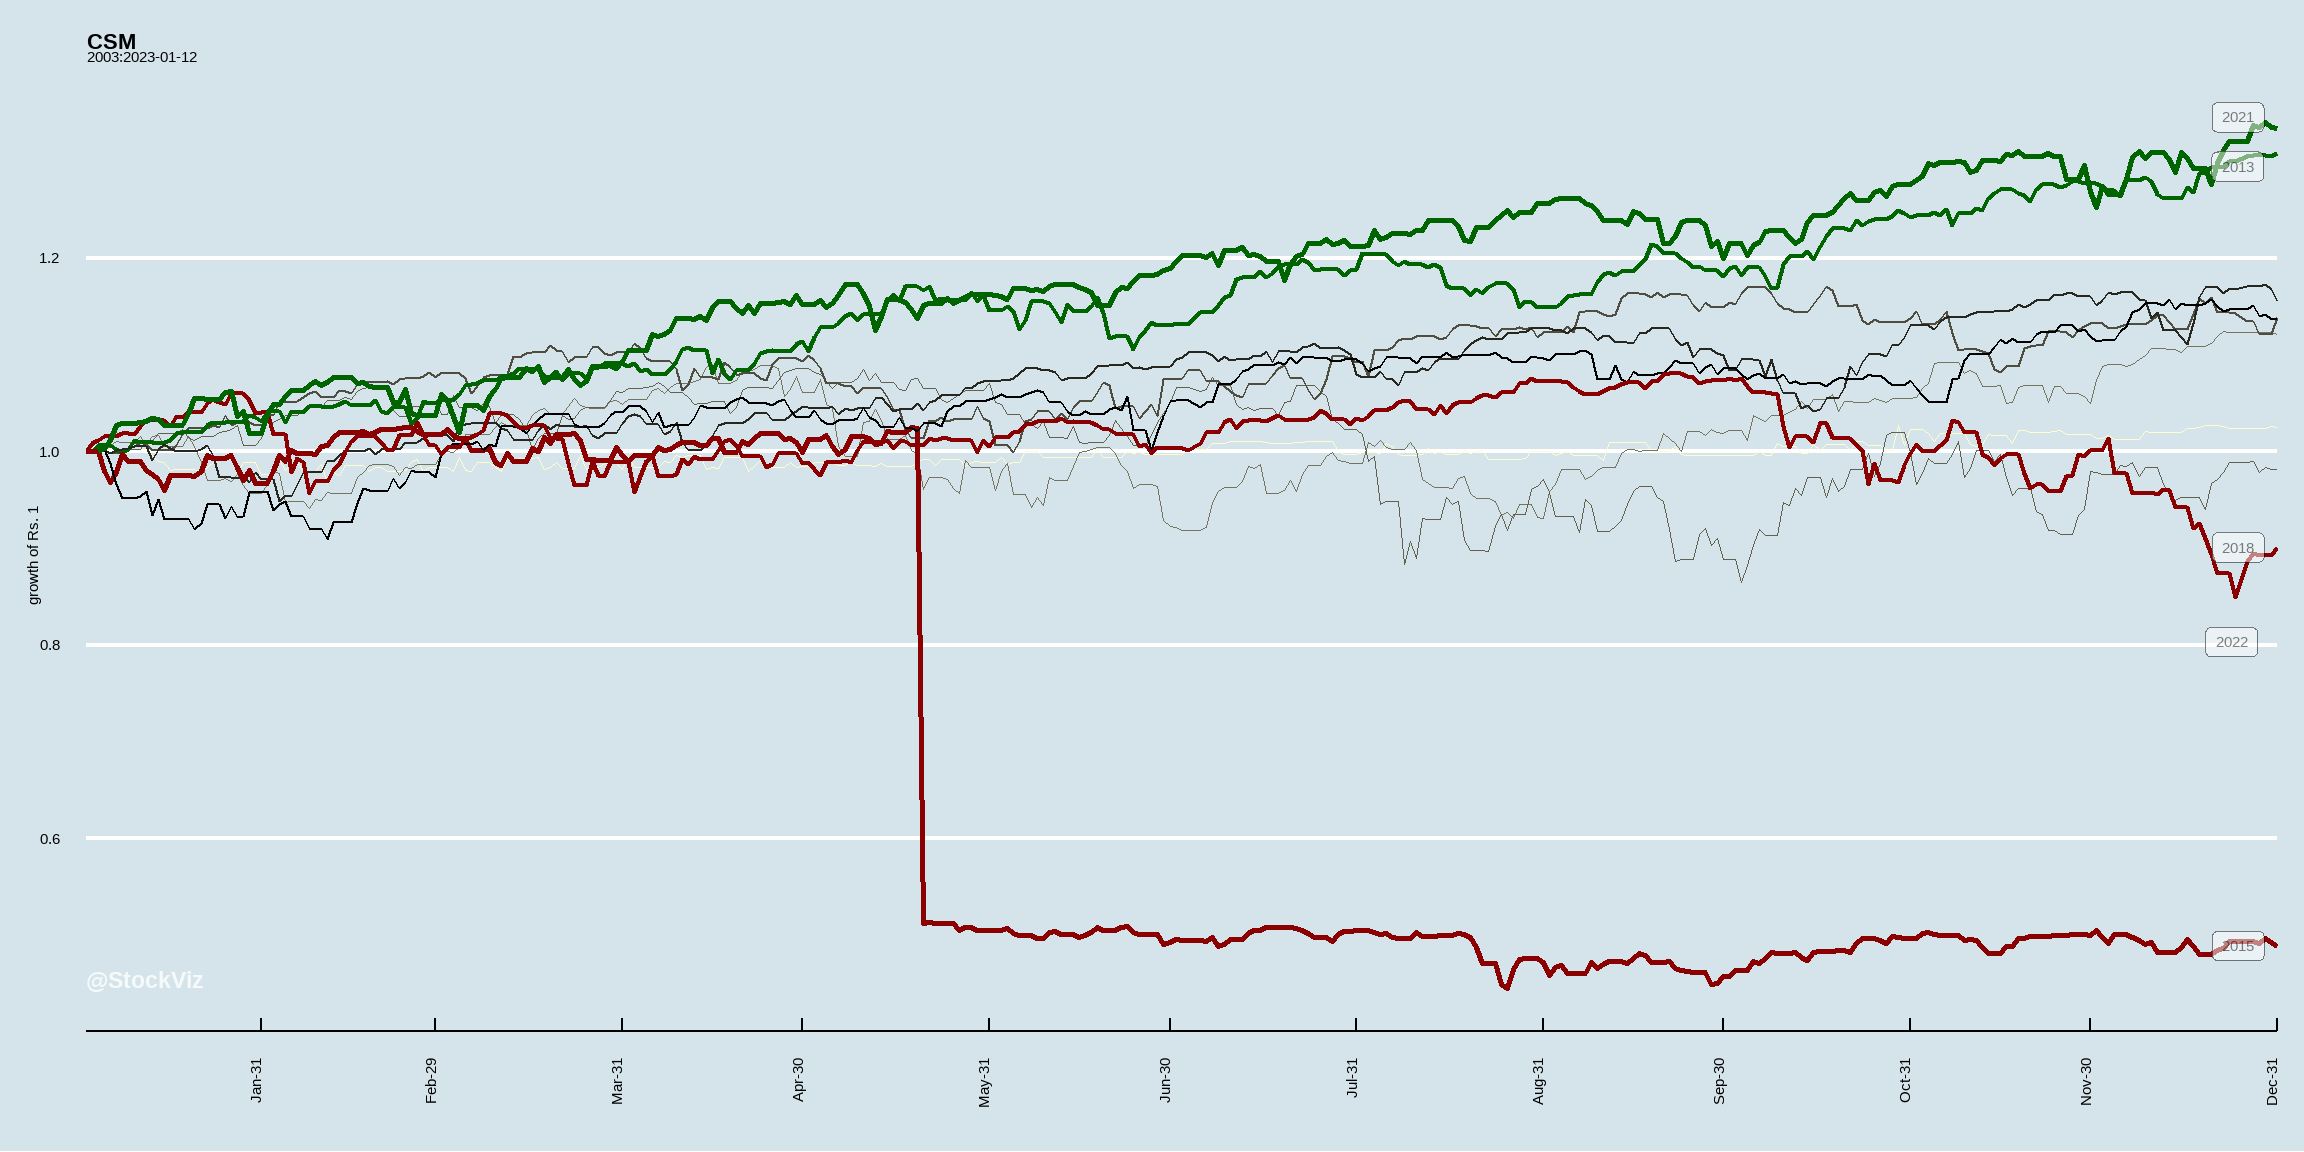 CSM
2003:2023-01-12
2021
2013
1.2
1.0
growth of Rs. 1
2018
2022
0.8
0.6
2015
@StockViz
Jan-31
Feb-29
Mar-31
Apr-30
May-31
Jun-30
Jul-31
Aug-31
Sep-30
Oct-31
Nov-30
Dec-31